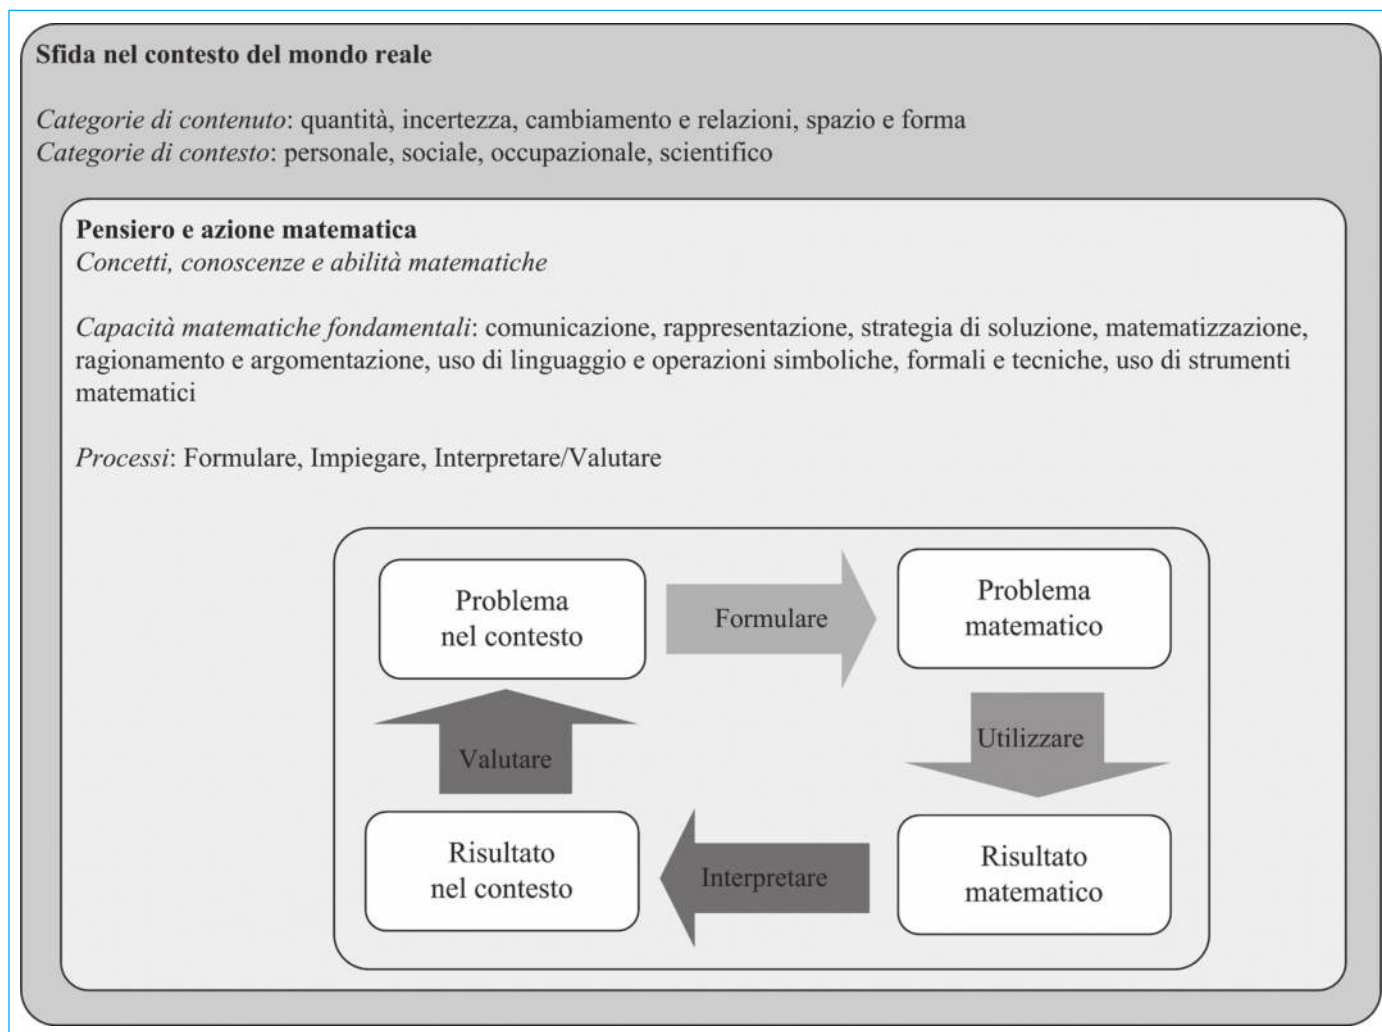 Sfida nel contesto del mondo reale
Categorie di contenuto: quantità, incertezza, cambiamento e relazioni, spazio e forma
Categorie di contesto: personale, sociale, occupazionale, scientifico
Pensiero e azione matematica
Concetti, conoscenze e abilità matematiche
Capacità matematiche fondamentali: comunicazione, rappresentazione, strategia di soluzione, matematizzazione,
ragionamento e argomentazione, uso di linguaggio e operazioni simboliche, formali e tecniche, uso di strumenti
matematici
Processi: Formulare, Impiegare, Interpretare/Valutare
Problema
nel contesto
Formulare
Problema
matematico
Valutare
Utilizzare
Risultato
nel contesto
Interpretare
Risultato
matematico